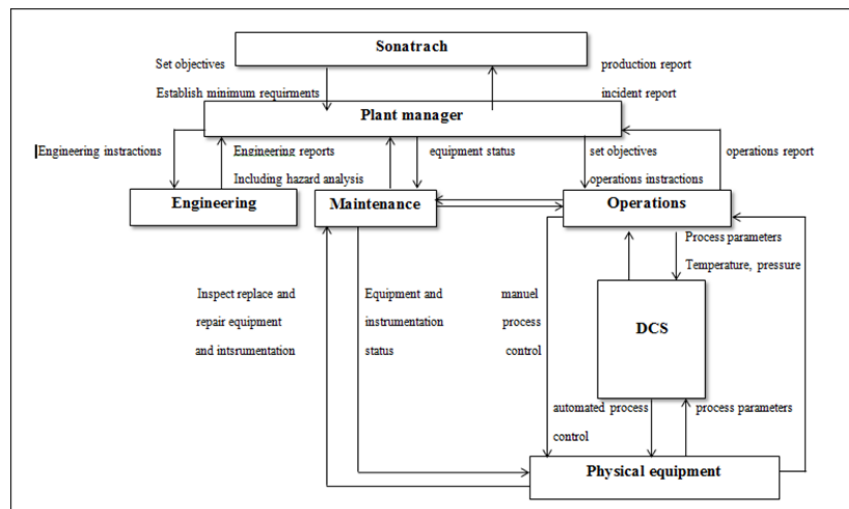 Sonatrach
Set objectives
production report
Establish minimum requirments
incident report
Plant manager
Engineering instractions
Engineering reports
equipment status
set objectives
operations report
Including hazard analysis
operations instructions
Engineering
Maintenance
Operations
Process parameters
Temperature, pressure
Inspect replace and
Equipment and
manuel
repair equipment
instrumentation
process
DCS
and intsrumentation
status
control
automated process
process parameters
control
Physical equipment